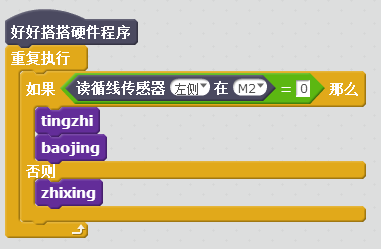 好好搭搭硬件程序
重复执行
如果 读循线传感器 左侧 在 M2 = 0 那么
tingzhi
baojing
否则
zhixing